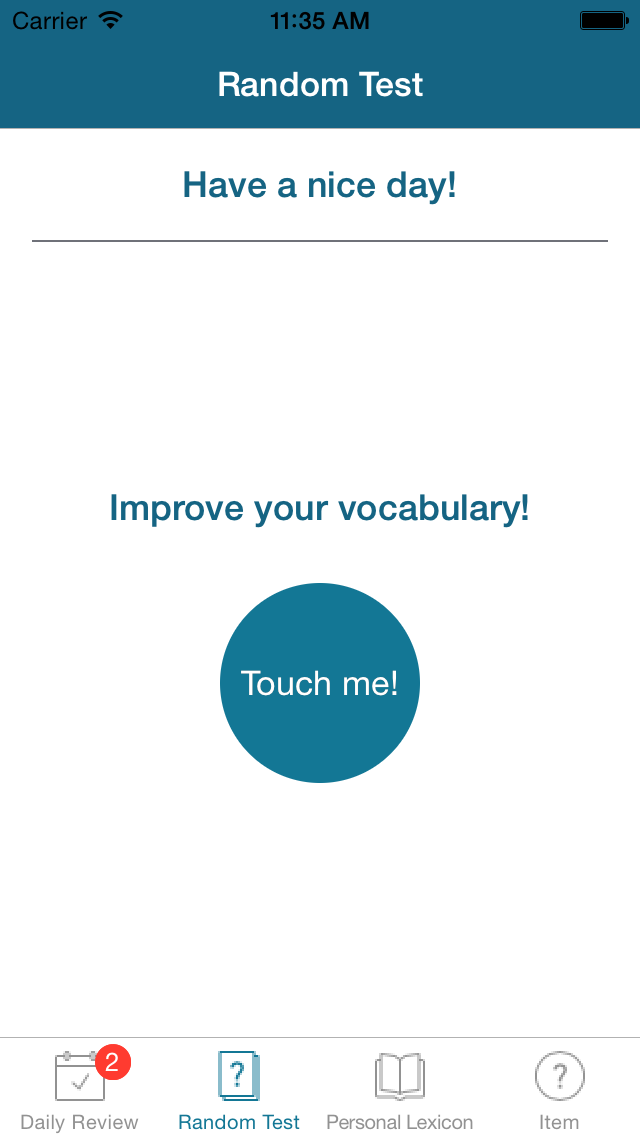 Carrier 11:35 AM
Random Test
Have a nice day!
Improve your vocabulary!
Touch me!
2
Daily Review Random Test Personal Lexicon Item